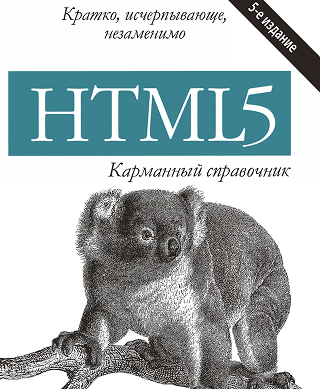 Кратко, исчерпывающе,
незаменимо
5-е издание
HTML5
Карманный справочник